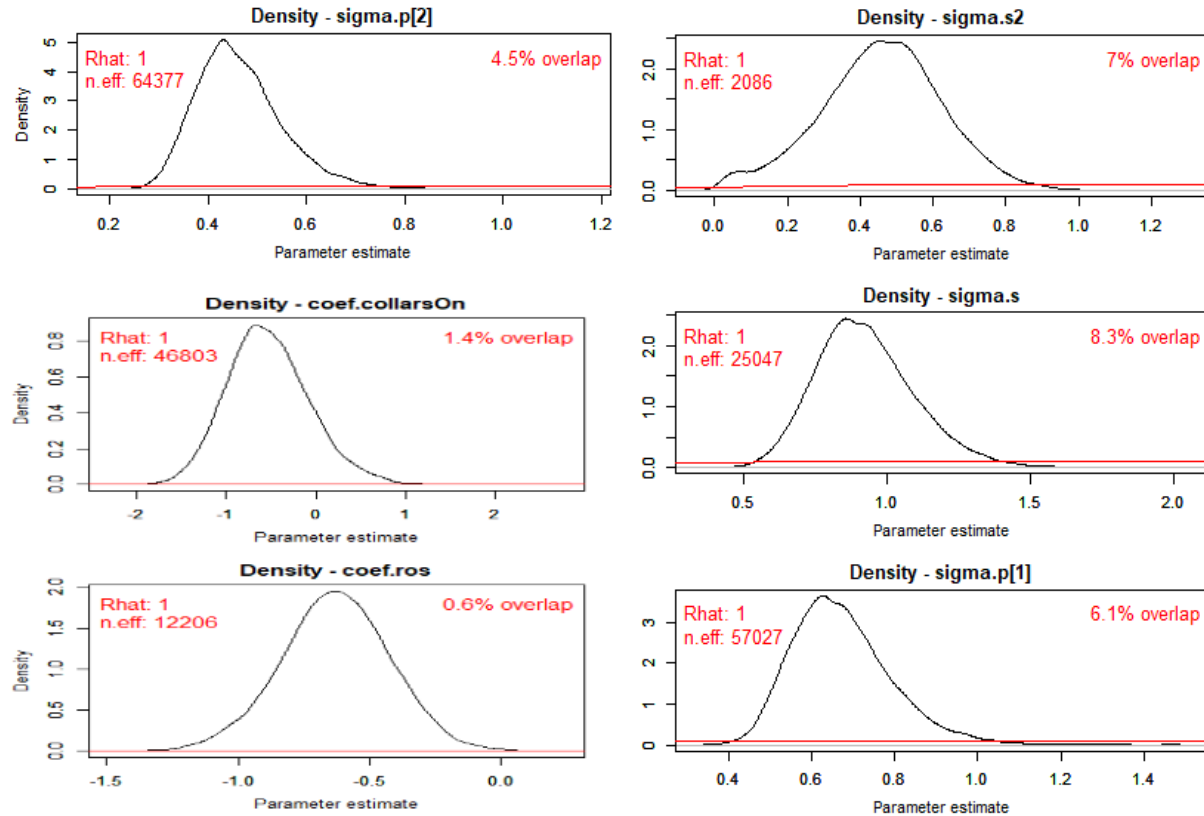 Density - sigma.p[2]
Rhat: 1
n.eff: 64377
4.5% overlap
Density
5
4
3
2
1
0
0.2 0.4 0.6 0.8 1.0 1.2
Parameter estimate
Density - sigma.s2
Rhat: 1
n.eff: 2086
7% overlap
2.0
1.0
0.0
0.0 0.2 0.4 0.6 0.8 1.0 1.2
Parameter estimate
Density - coef.collarsOn
Rhat: 1
n.eff: 46803
1.4% overlap
Density
0.8
0.6
0.4
0.2
0.0
-2 -1 0 1 2
Parameter estimate
Density - sigma.s
Rhat: 1
n.eff: 25047
8.3% overlap
2.0
1.0
0.0
0.5 1.0 1.5 2.0
Parameter estimate
Density - coef.ros
Rhat: 1
n.eff: 12206
0.6% overlap
Density
2.0
1.5
1.0
0.5
0.0
-1.5 -1.0 -0.5 0.0
Parameter estimate
Density - sigma.p[1]
Rhat: 1
n.eff: 57027
6.1% overlap
3
2
1
0
0.4 0.6 0.8 1.0 1.2 1.4
Parameter estimate